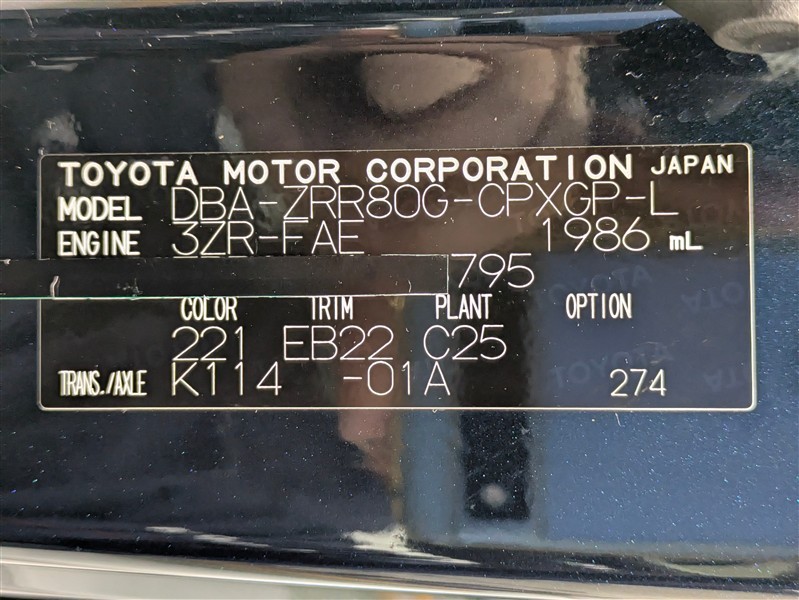 TOYOTA MOTOR CORPORATION JAPAN
MODEL DBA-ZRR80G-CPXGP-L
ENGINE 3ZR-FAE 1986 mL
795
COLOR TRIM PLANT OPTION
221 EB22 C25
TRANS./AXLE K114 -01A 274